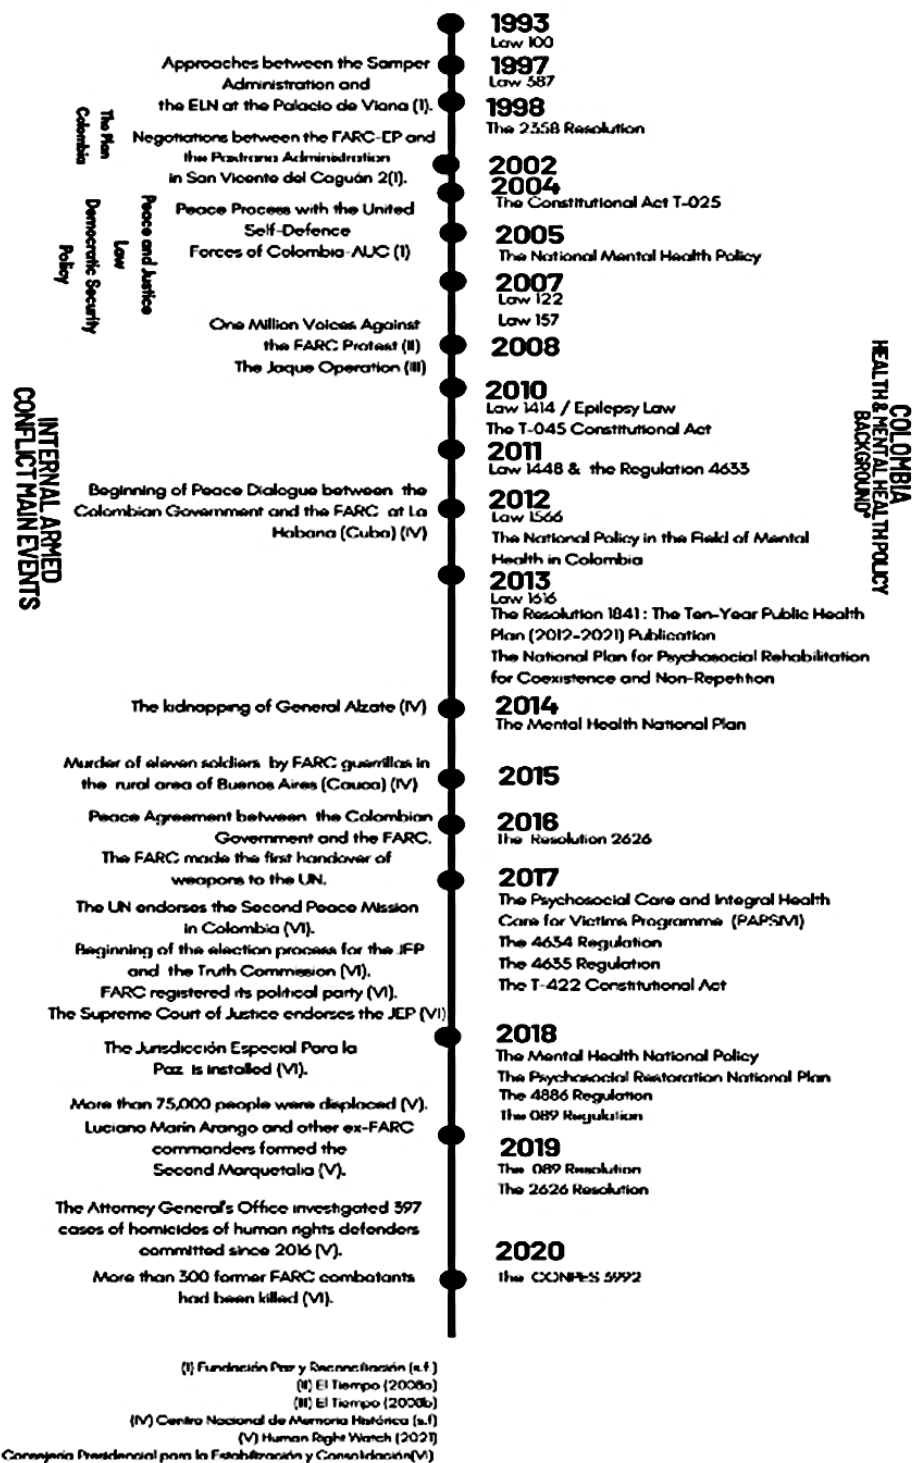 1993
Law 100
Approaches between the Samper
Administration and
the ELN at the Palacio de Viana (I).
1997
Law 387
1998
The 2358 Resolution
The Plan
Colombia
Negotiations between the FARC-EP and
the Pastrana Administration
in San Vicente del Caguán 2(I).
2002
2004
The Constitutional Act T-025
Peace and Justice
Law
Democratic Security
Policy
Peace Process with the United
Self-Defence
Forces of Colombia-AUC (I)
2005
The National Mental Health Policy
2007
Law 122
Law 157
One Million Voices Against
the FARC Protest (II)
The Jaque Operation (III)
2008
2010
Law 1414 / Epilepsy Law
The T-045 Constitutional Act
2011
Law 1448 & the Regulation 4633
INTERNAL ARMED
CONFLICT MAIN EVENTS
COLOMBIA
HEALTH & MENTAL HEALTH POLICY
BACKGROUND*
Beginning of Peace Dialogue between the
Colombian Government and the FARC at La
Habana (Cuba) (IV)
2012
Law 1566
The National Policy in the Field of Mental
Health in Colombia
2013
Law 1616
The Resolution 1841: The Ten-Year Public Health
Plan (2012-2021) Publication
The National Plan for Psychosocial Rehabilitation
for Coexistence and Non-Repetition
The kidnapping of General Alzate (IV)
2014
The Mental Health National Plan
Murder of eleven soldiers by FARC guerrillas in
the rural area of Buenos Aires (Cauca) (IV)
2015
Peace Agreement between the Colombian
Government and the FARC.
2016
The Resolution 2626
The FARC made the first handover of
weapons to the UN.
The UN endorses the Second Peace Mission
in Colombia (VI).
Beginning of the election process for the JEP
and the Truth Commission (VI).
FARC registered its political party (VI).
The Supreme Court of Justice endorses the JEP (VI)
2017
The Psychosocial Care and Integral Health
Care for Victims Programme (PAPSIVI)
The 4634 Regulation
The 4635 Regulation
The T-422 Constitutional Act
The Jurisdicción Especial Para la
Paz is installed (VI).
2018
The Mental Health National Policy
The Psychosocial Restoration National Plan
The 4886 Regulation
The 089 Regulation
More than 75,000 people were displaced (V).
Luciano Marín Arango and other ex-FARC
commanders formed the
Second Marquetalia (V).
2019
The 089 Resolution
The 2626 Resolution
The Attorney General's Office investigated 397
cases of homicides of human rights defenders
committed since 2016 (V).
More than 300 former FARC combatants
had been killed (VI).
2020
The CONPES 3992
(I) Fundación Paz y Reconciliación (s.f.)
(II) El Tiempo (2008a)
(III) El Tiempo (2008b)
(IV) Centro Nacional de Memoria Histórica (s.f)
(V) Human Right Watch (2021)
Consejería Presidencial para la Estabilización y Consolidación(VI)